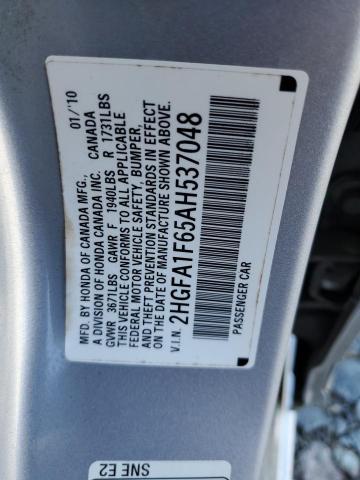 MFD. BY HONDA OF CANADA MFG., 01/'10
A DIVISION OF HONDA CANADA INC. CANADA
GVWR 3671LBS GAWR F 1940LBS R 1731LBS
THIS VEHICLE CONFORMS TO ALL APPLICABLE
FEDERAL MOTOR VEHICLE SAFETY, BUMPER,
AND THEFT PREVENTION STANDARDS IN EFFECT
ON THE DATE OF MANUFACTURE SHOWN ABOVE.
V.I.N. 2HGFA1F65AH537048
PASSENGER CAR
SNE E2